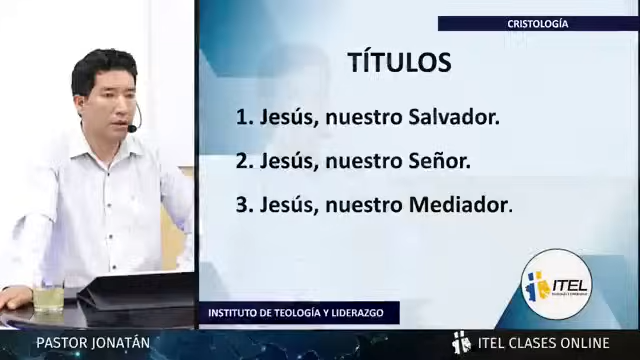 CRISTOLOGÍA
TÍTULOS
1. Jesús, nuestro Salvador.
2. Jesús, nuestro Señor.
3. Jesús, nuestro Mediador.
ITEL
INSTITUTO DE TEOLOGÍA Y LIDERAZGO
PASTOR JONATÁN
ITEL CLASES ONLINE